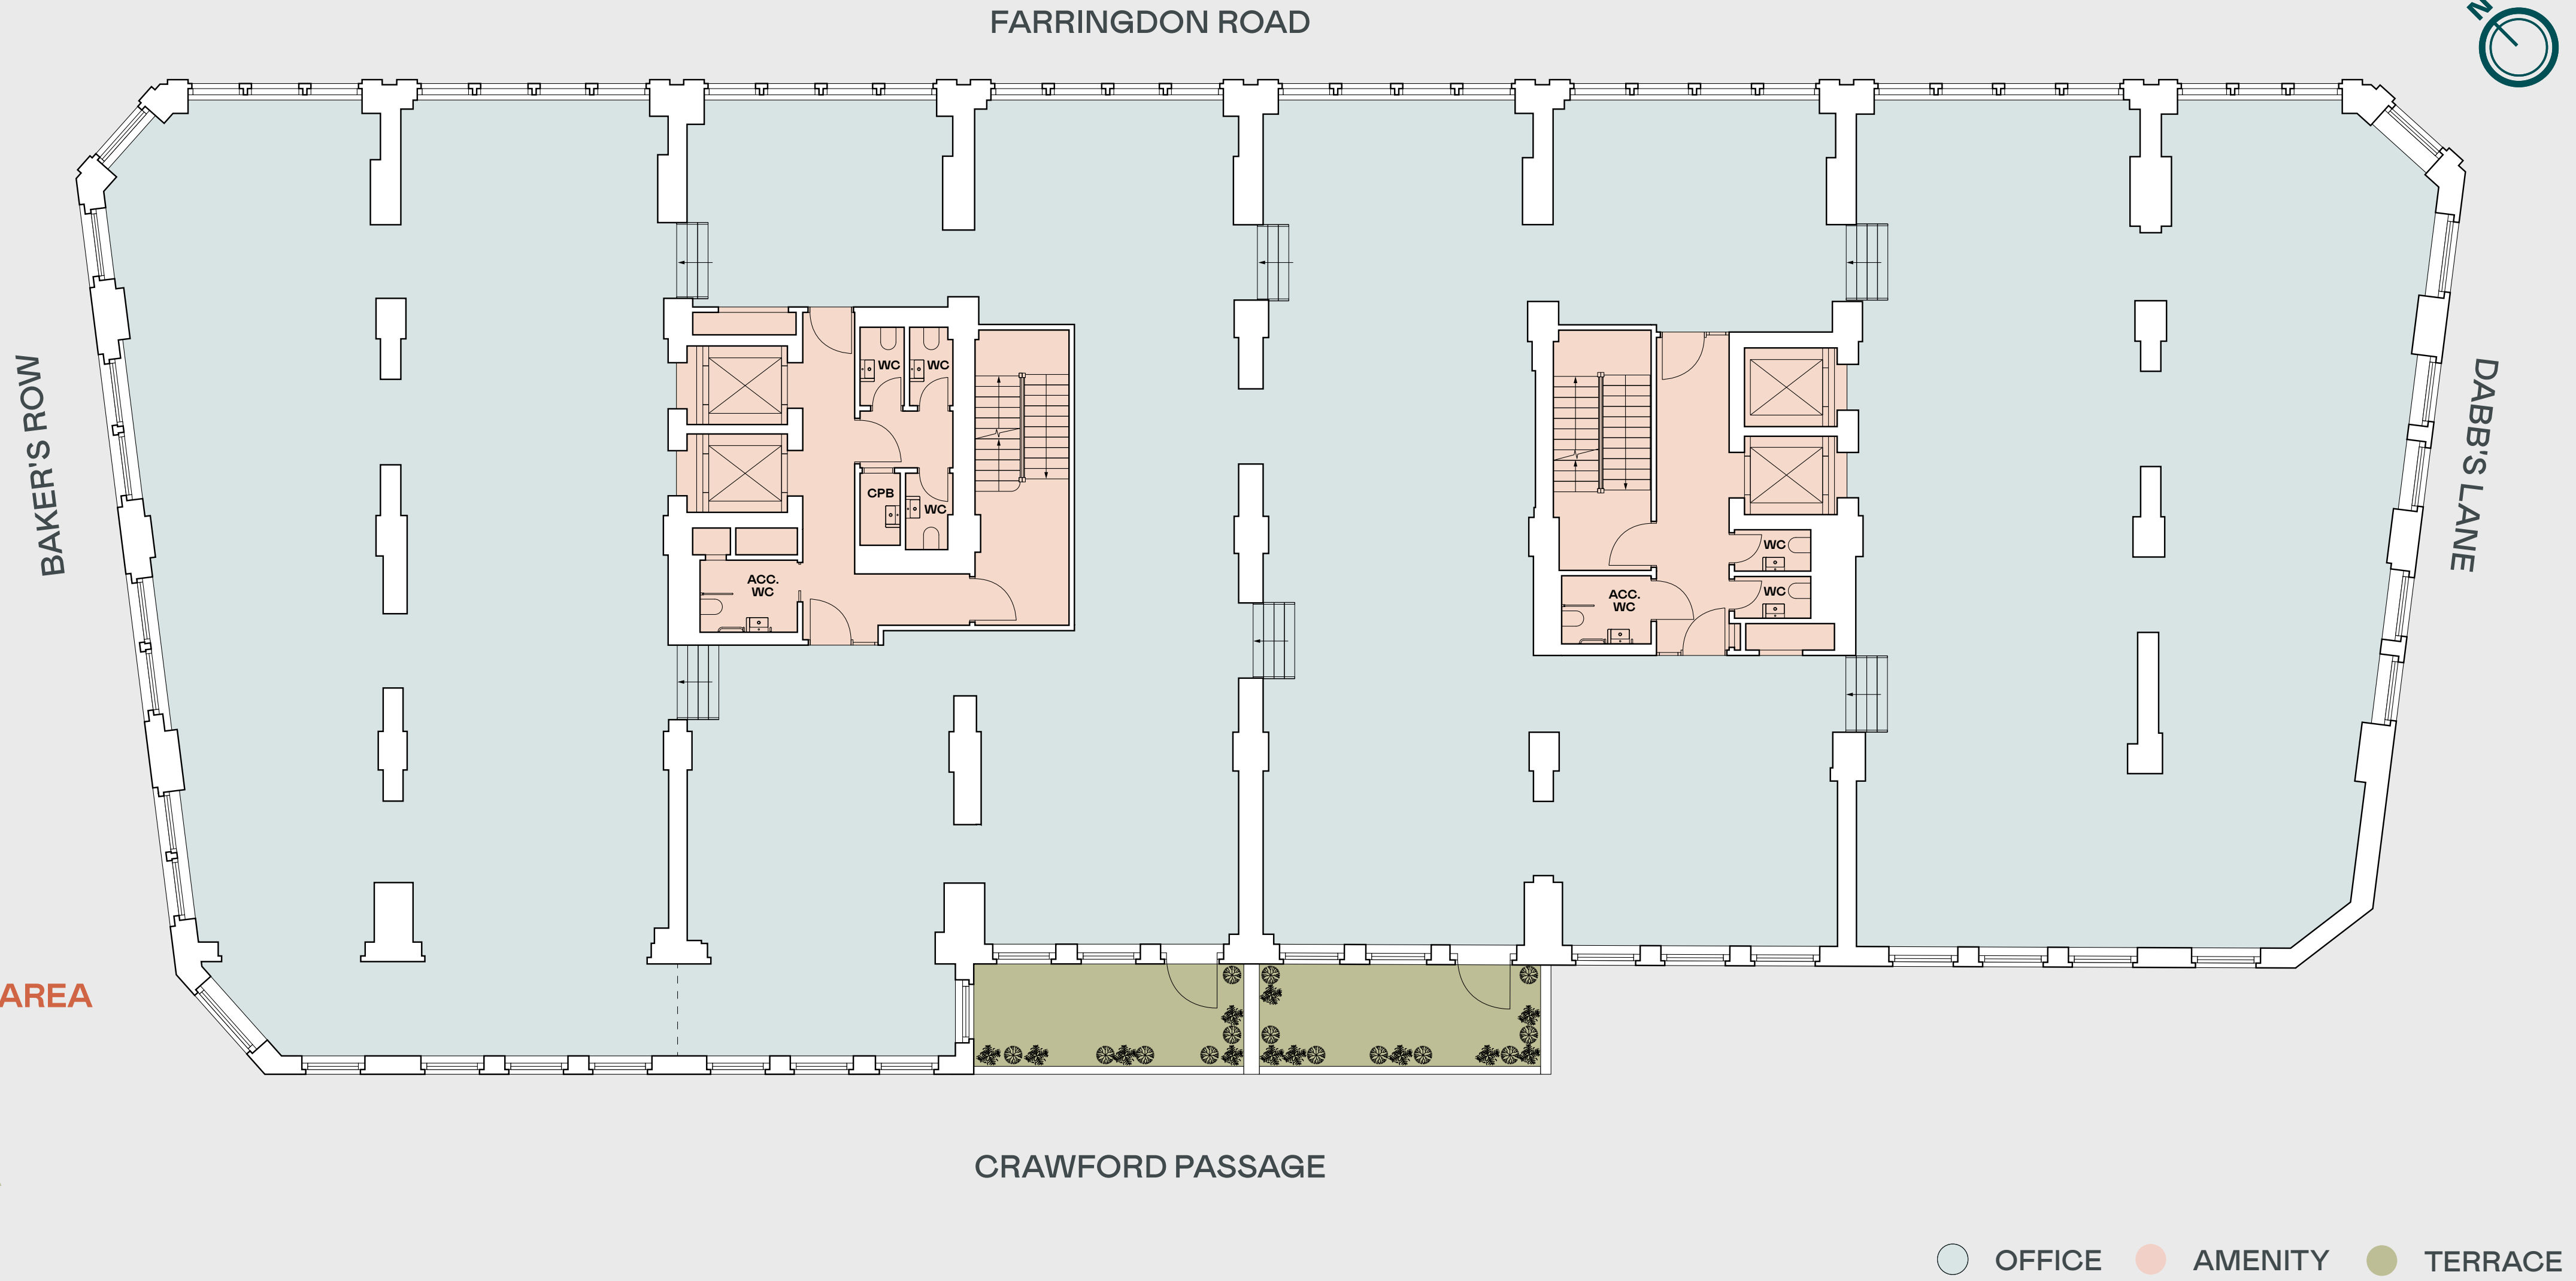 FARRINGDON ROAD
N
BAKER'S ROW
DABB'S LANE
WC
WC
CPB
WC
ACC.
WC
WC
WC
ACC.
WC
AREA
CRAWFORD PASSAGE
OFFICE
AMENITY
TERRACE